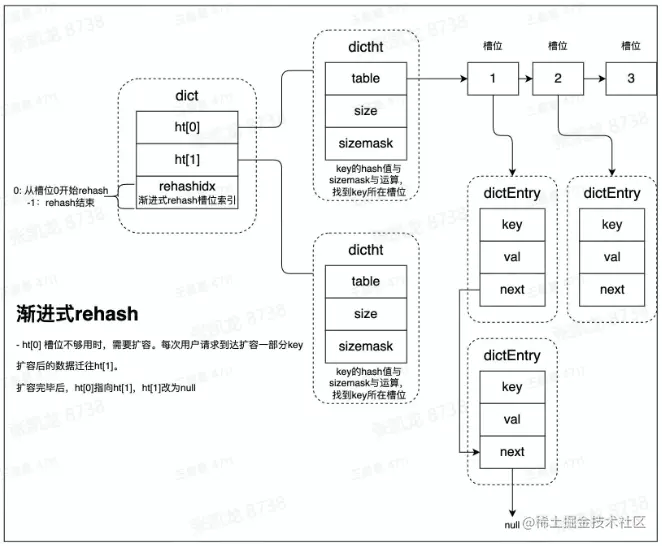 dictht
槽位
槽位
槽位
table
1
2
3
size
sizemask
key的hash值与
sizemask与运算,
找到key所在槽位
dict
ht[0]
ht[1]
rehashidx
渐进式rehash槽位索引
0: 从槽位0开始rehash
-1：rehash结束
dictEntry
key
val
next
dictEntry
key
val
next
dictht
table
size
sizemask
key的hash值与
sizemask与运算,
找到key所在槽位
渐进式rehash
- ht[0] 槽位不够用时，需要扩容。每次用户请求到达扩容一部分key
扩容后的数据迁往ht[1]。
扩容完毕后，ht[0]指向ht[1]，ht[1]改为null
dictEntry
key
val
next
null
@稀土掘金技术社区